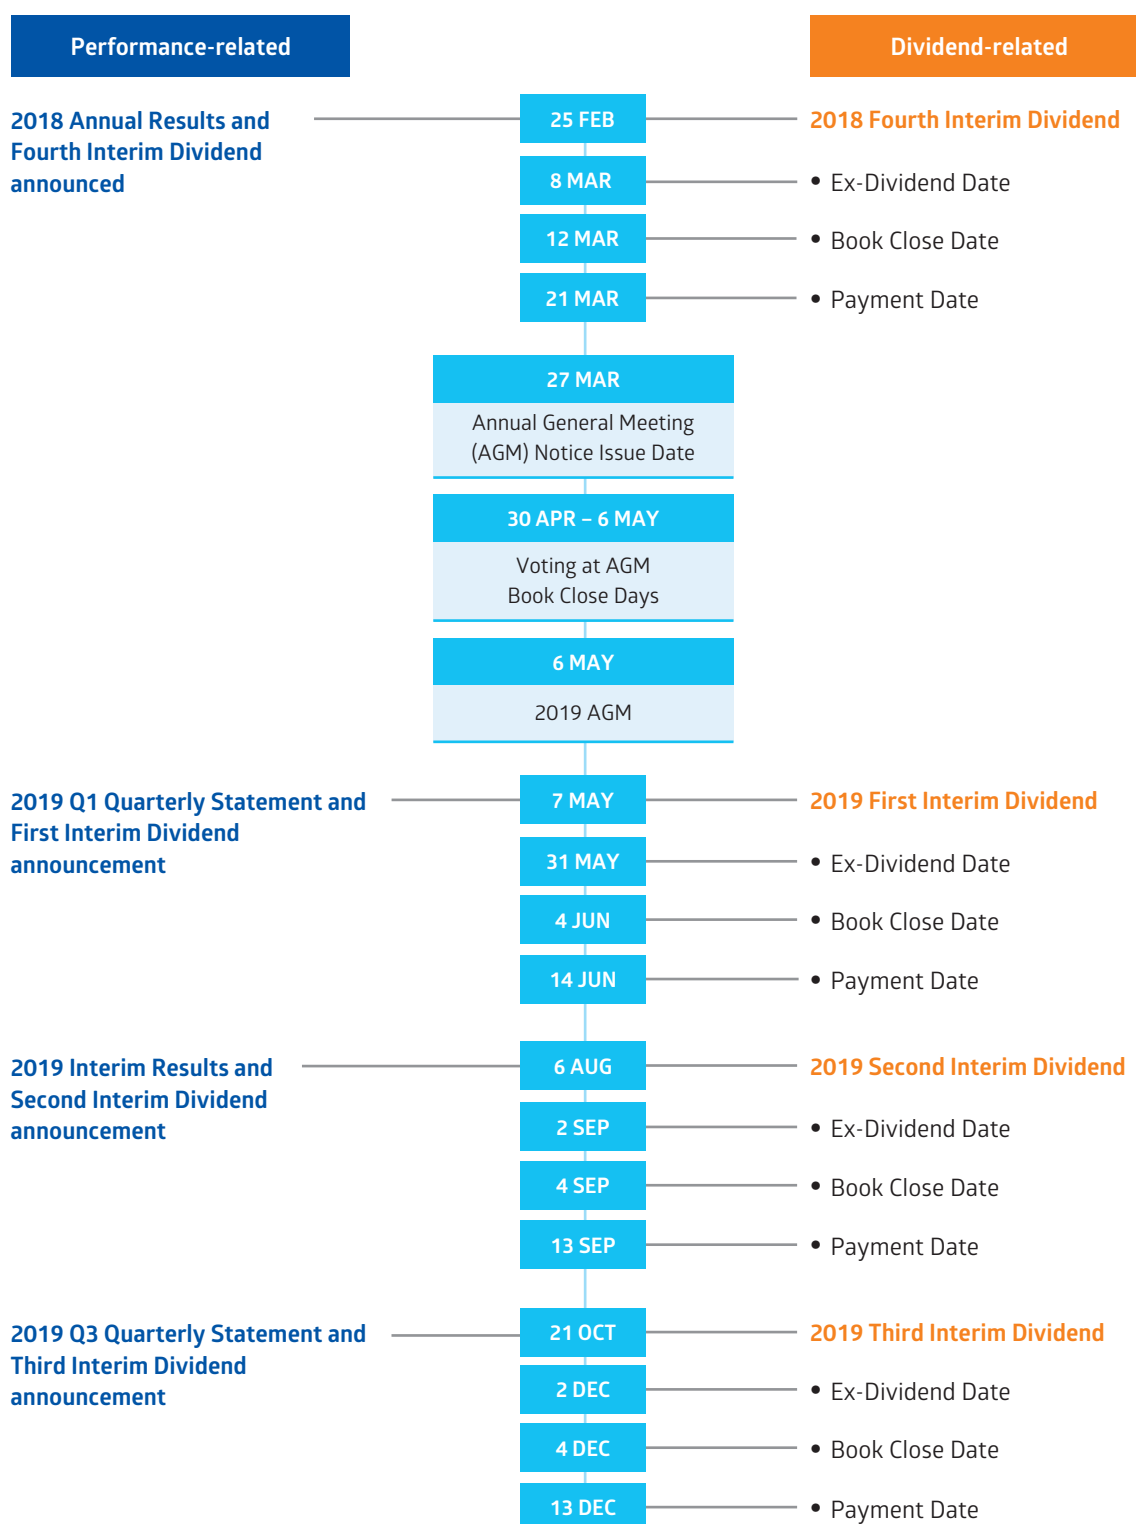 Performance-related
Dividend-related
2018 Annual Results and
Fourth Interim Dividend
announced
25 FEB
2018 Fourth Interim Dividend
8 MAR
• Ex-Dividend Date
12 MAR
• Book Close Date
21 MAR
• Payment Date
27 MAR
Annual General Meeting
(AGM) Notice Issue Date
30 APR – 6 MAY
Voting at AGM
Book Close Days
6 MAY
2019 AGM
2019 Q1 Quarterly Statement and
First Interim Dividend
announcement
7 MAY
2019 First Interim Dividend
31 MAY
• Ex-Dividend Date
4 JUN
• Book Close Date
14 JUN
• Payment Date
2019 Interim Results and
Second Interim Dividend
announcement
6 AUG
2019 Second Interim Dividend
2 SEP
• Ex-Dividend Date
4 SEP
• Book Close Date
13 SEP
• Payment Date
2019 Q3 Quarterly Statement and
Third Interim Dividend
announcement
21 OCT
2019 Third Interim Dividend
2 DEC
• Ex-Dividend Date
4 DEC
• Book Close Date
13 DEC
• Payment Date